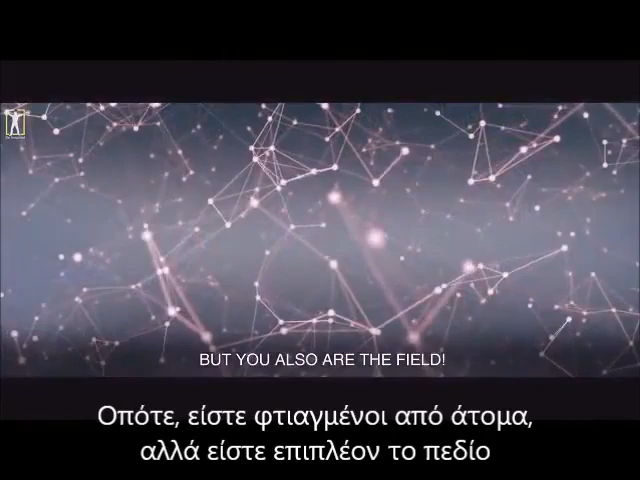 BUT YOU ALSO ARE THE FIELD!
Οπότε, είστε φτιαγμένοι από άτομα,
αλλά είστε επιπλέον το πεδίο